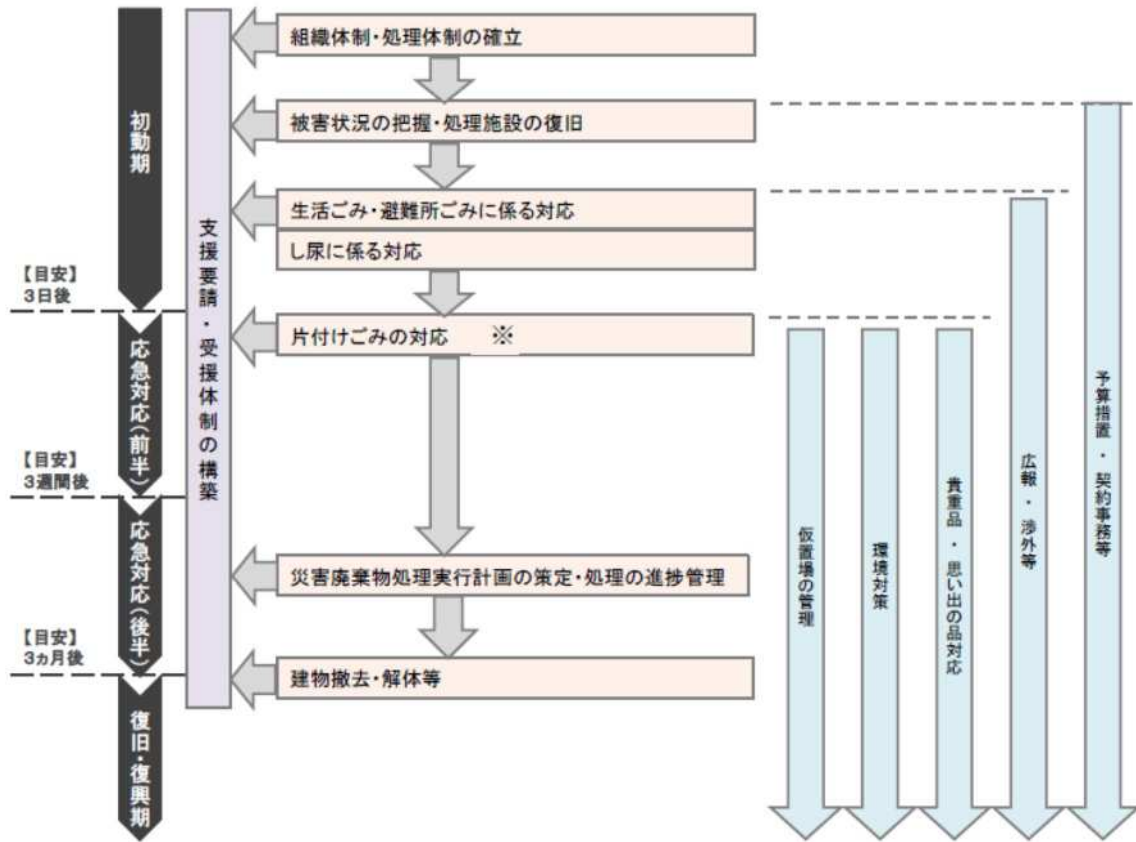 初動期
【目安】
3日後
応急対応(前半)
【目安】
3週間後
応急対応(後半)
【目安】
3ヵ月後
復旧・復興期
支援要請・受援体制の構築
組織体制・処理体制の確立
被害状況の把握・処理施設の復旧
生活ごみ・避難所ごみに係る対応
し尿に係る対応
片付けごみの対応 ※
災害廃棄物処理実行計画の策定・処理の進捗管理
建物撤去・解体等
仮置場の管理
環境対策
貴重品・思い出の品対応
広報・渉外等
予算措置・契約事務等